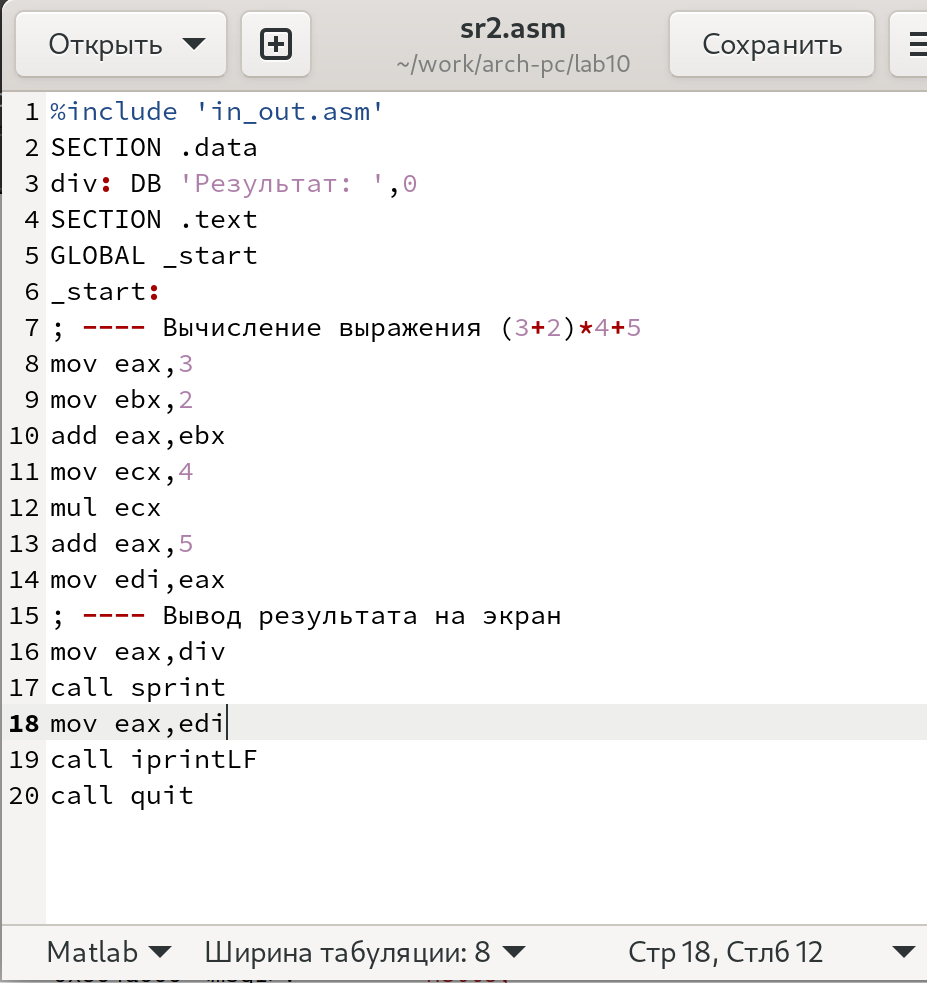 Открыть
sr2.asm
~/work/arch-pc/lab10
Сохранить
1 %include 'in_out.asm'
2 SECTION .data
3 div: DB 'Результат: ',0
4 SECTION .text
5 GLOBAL _start
6 _start:
7 ; ---- Вычисление выражения (3+2)*4+5
8 mov eax,3
9 mov ebx,2
10 add eax,ebx
11 mov ecx,4
12 mul ecx
13 add eax,5
14 mov edi,eax
15 ; ---- Вывод результата на экран
16 mov eax,div
17 call sprint
18 mov eax,edi
19 call iprintLF
20 call quit
Matlab Ширина табуляции: 8 Стр 18, Стлб 12